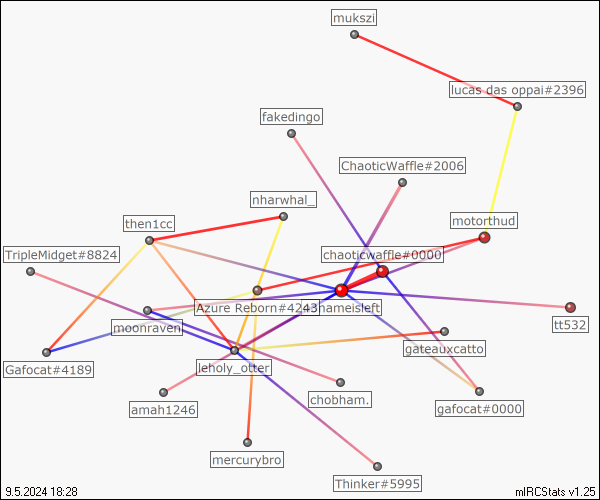 mukszi
lucas das oppai#2396
fakedingo
ChaoticWaffle#2006
nharwhal_
motorthud
then1cc
TripleMidget#8824
chaoticwaffle#0000
Azure Reborn#4243
nameisleft
moonraven
tt532
gateauxcatto
Gafocat#4189
leholy_otter
chobham.
amah1246
gafocat#0000
mercurybro
Thinker#5995
9.5.2024 18:28
mIRCStats v1.25